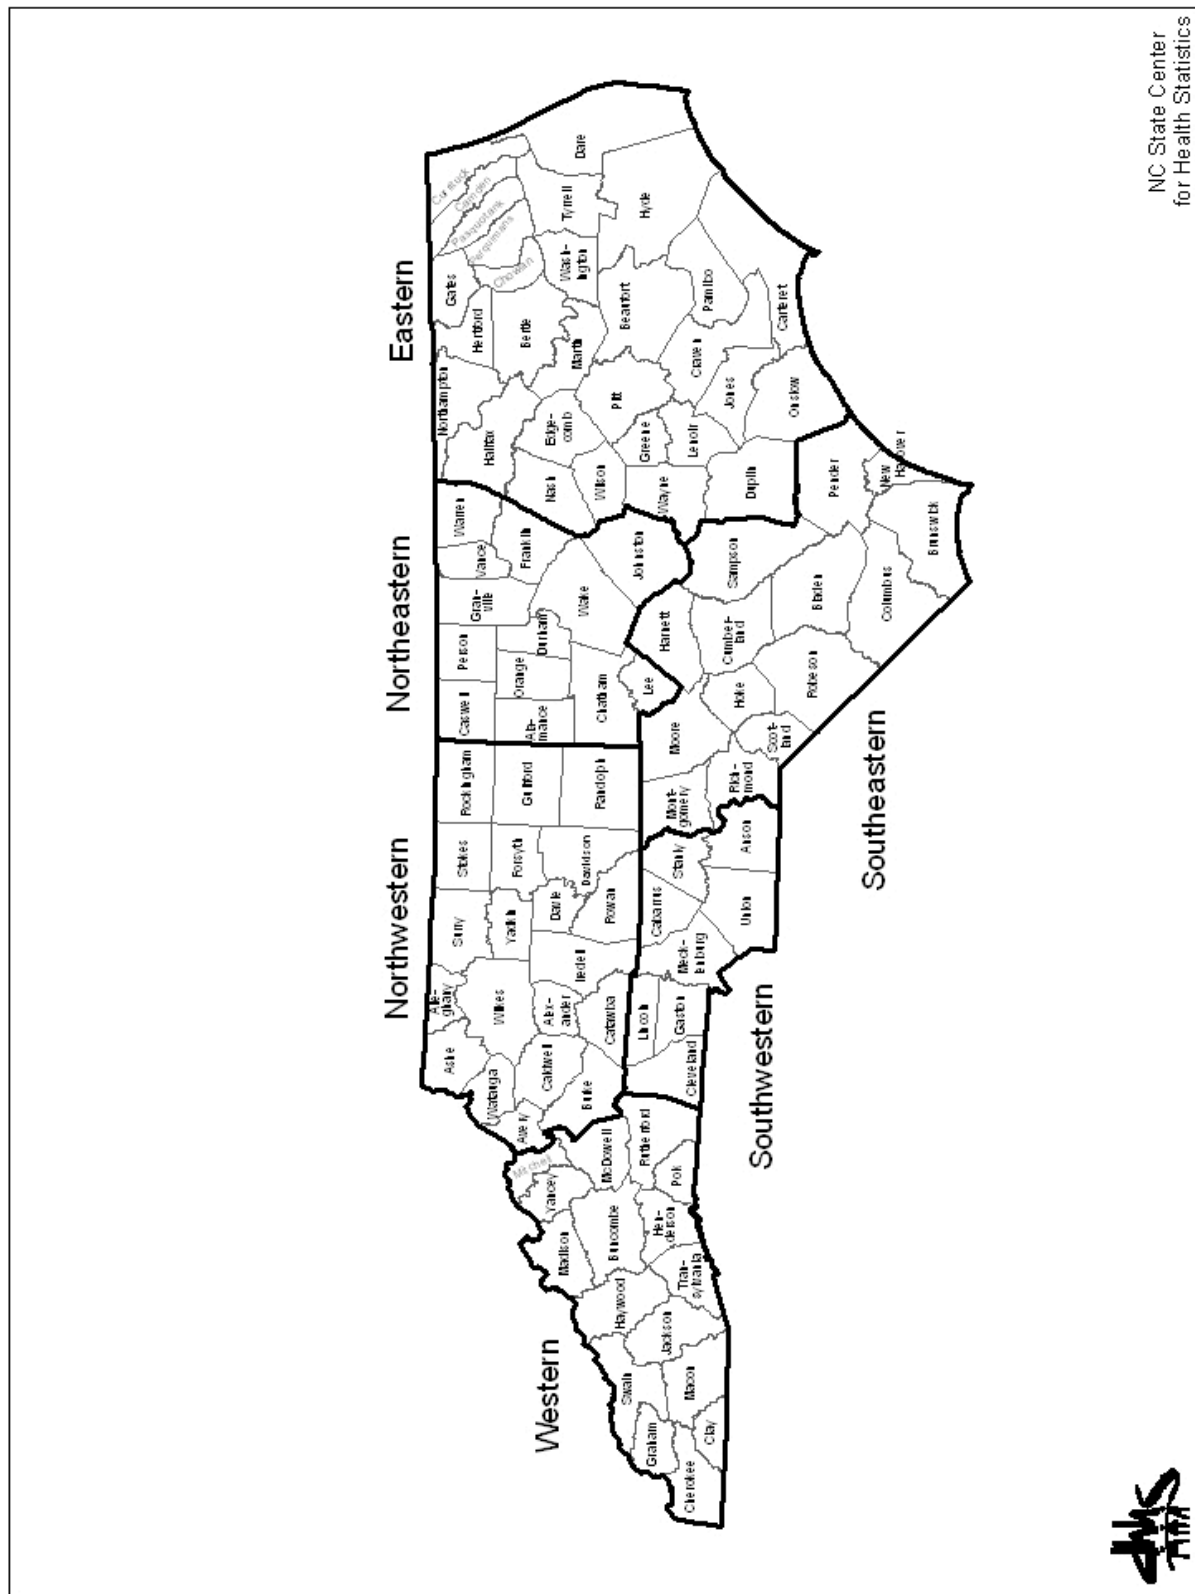 Western
Northwestern
Northeastern
Eastern
Southwestern
Southeastern
Cherokee
Graham
Clay
Swain
Macon
Jackson
Haywood
Tran-
sylvania
Madison
Buncombe
Hen-
derson
Yancey
Mitchell
McDowell
Polk
Rutherford
Avery
Watauga
Ashe
Alle-
ghany
Wilkes
Caldwell
Burke
Alex-
ander
Catawba
Iredell
Surry
Yadkin
Davie
Rowan
Stokes
Forsyth
Davidson
Rockingham
Guilford
Randolph
Cleveland
Lincoln
Gaston
Meck-
lenburg
Cabarrus
Stanly
Union
Anson
Caswell
Person
Gran-
ville
Vance
Warren
Ala-
mance
Orange
Durham
Franklin
Wake
Chatham
Lee
Johnston
Mont-
gomery
Moore
Rich-
mond
Scot-
land
Hoke
Harnett
Cumber-
land
Sampson
Robeson
Bladen
Columbus
Brunswick
Pender
New
Hanover
Northampton
Halifax
Hertford
Gates
Currituck
Camden
Pasquotank
Perquimans
Chowan
Bertie
Nash
Edge-
comb
Martin
Wash-
ington
Tyrrell
Dare
Wilson
Pitt
Beaufort
Hyde
Wayne
Greene
Lenoir
Craven
Pamlico
Duplin
Jones
Onslow
Carteret
NC State Center
for Health Statistics